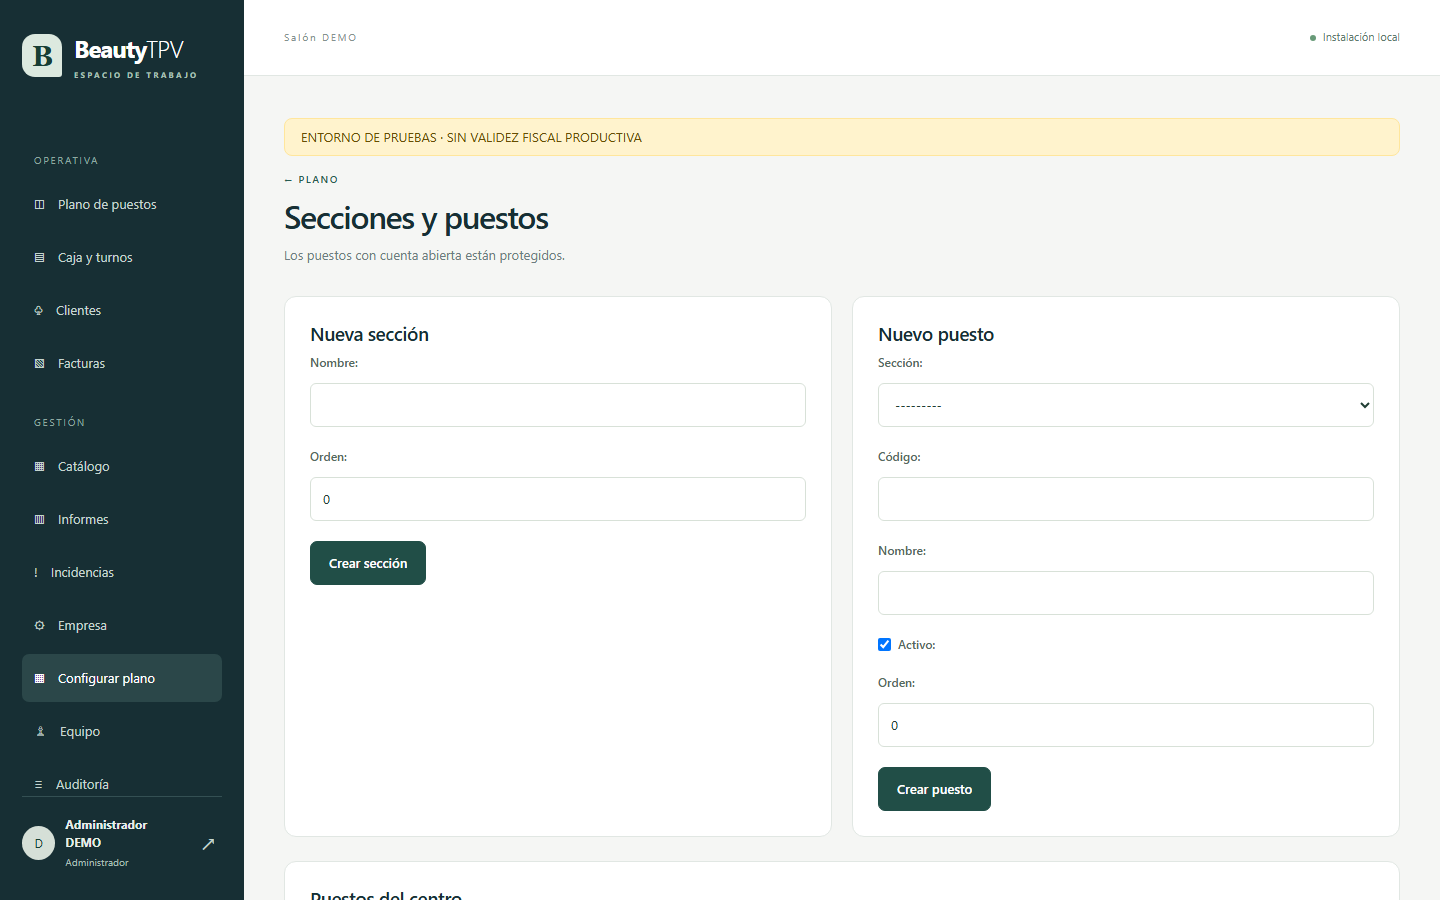 B
BeautyTPV
ESPACIO DE TRABAJO
OPERATIVA
Plano de puestos
Caja y turnos
Clientes
Facturas
GESTIÓN
Catálogo
Informes
! Incidencias
Empresa
Configurar plano
Equipo
Auditoría
D
Administrador
DEMO
Administrador
↗
Salón DEMO
Instalación local
ENTORNO DE PRUEBAS · SIN VALIDEZ FISCAL PRODUCTIVA
← PLANO
Secciones y puestos
Los puestos con cuenta abierta están protegidos.
Nueva sección
Nombre:
Orden:
0
Crear sección
Nuevo puesto
Sección:
---------
Código:
Nombre:
Activo:
Orden:
0
Crear puesto
Puestos del centro